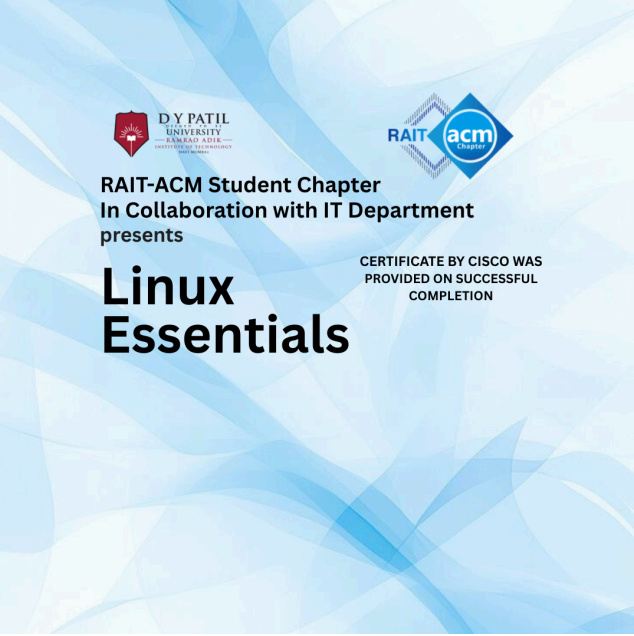 D Y PATIL
UNIVERSITY
RAMRAO ADIK
INSTITUTE OF TECHNOLOGY
NAVI MUMBAI
RAIT
acm
Chapter
RAIT-ACM Student Chapter
In Collaboration with IT Department
presents
CERTIFICATE BY CISCO WAS
PROVIDED ON SUCCESSFUL
COMPLETION
Linux
Essentials